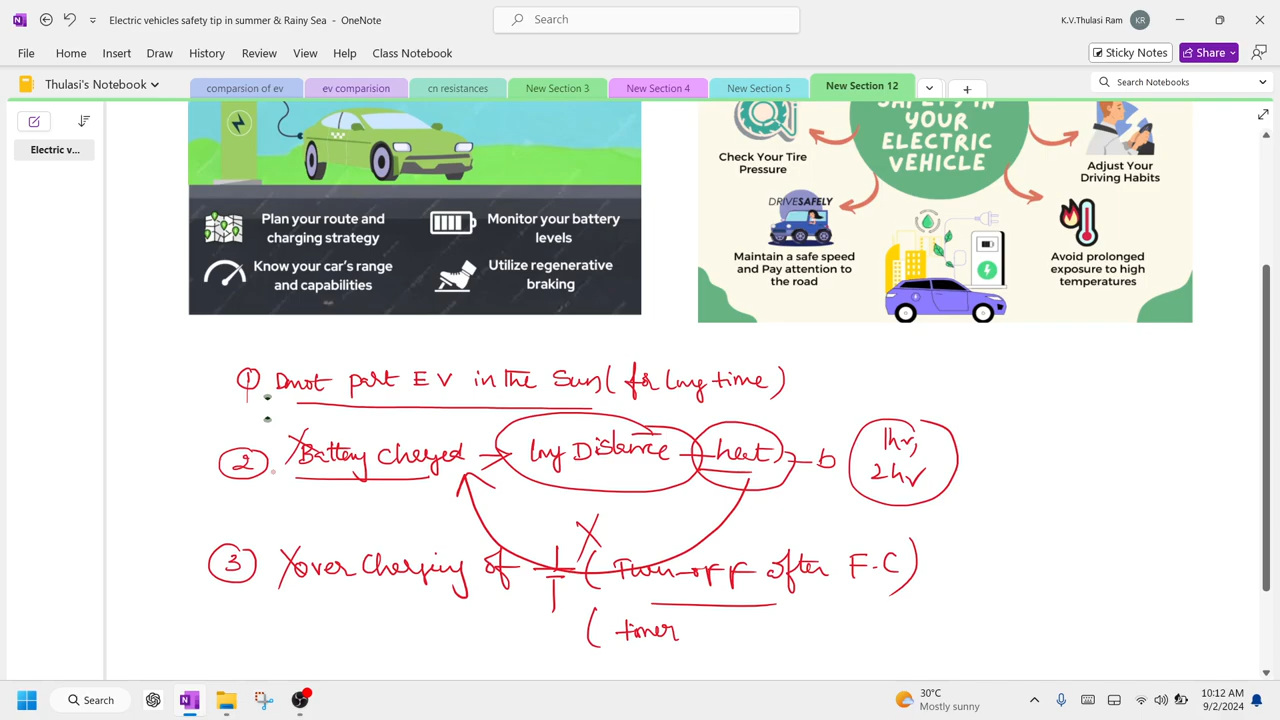 Electric vehicles safety tip in summer & Rainy Sea - OneNote
Search
K.V.Thulasi Ram KR
File Home Insert Draw History Review View Help Class Notebook
Sticky Notes Share
Thulasi's Notebook
comparsion of ev
ev comparision
cn resistances
New Section 3
New Section 4
New Section 5
New Section 12
Search Notebooks
Electric v...
Plan your route and
charging strategy
Monitor your battery
levels
Know your car's range
and capabilities
Utilize regenerative
braking
SAFETY IN
YOUR
ELECTRIC
VEHICLE
Check Your Tire
Pressure
Adjust Your
Driving Habits
DRIVESAFELY
Maintain a safe speed
and Pay attention to
the road
Avoid prolonged
exposure to high
temperatures
① Donot park EV in the Sun (for long time)
② Battery charged → long Distance heat 1hr,
2hr
③ X over Charging of (Turn-off after F.C)
(timer
Search
30°C
Mostly sunny
10:12 AM
9/2/2024